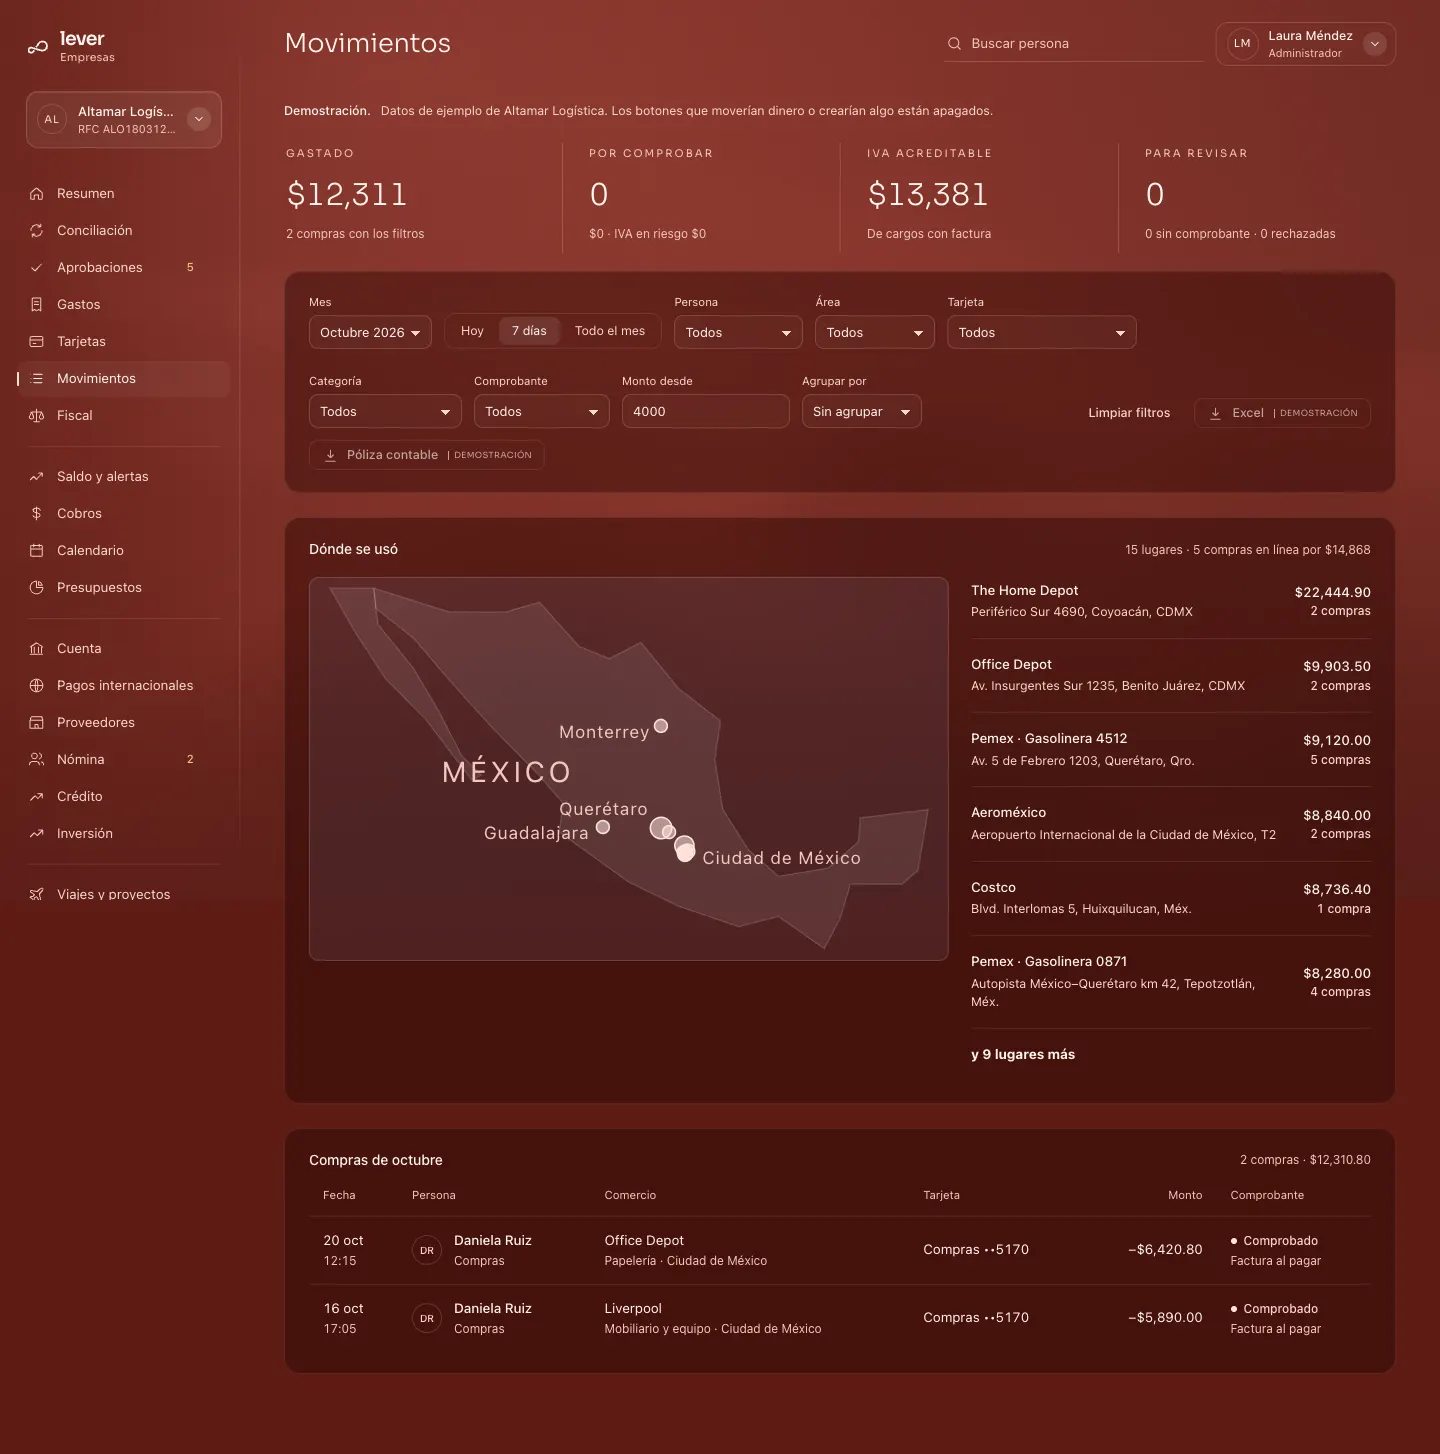 lever
Empresas
AL
Altamar Logís...
RFC ALO180312...
Resumen
Conciliación
Aprobaciones 5
Gastos
Tarjetas
Movimientos
Fiscal
Saldo y alertas
Cobros
Calendario
Presupuestos
Cuenta
Pagos internacionales
Proveedores
Nómina 2
Crédito
Inversión
Viajes y proyectos
Movimientos
Buscar persona
LM
Laura Méndez
Administrador
Demostración. Datos de ejemplo de Altamar Logística. Los botones que moverían dinero o crearían algo están apagados.
GASTADO
$12,311
2 compras con los filtros
POR COMPROBAR
0
$0 · IVA en riesgo $0
IVA ACREDITABLE
$13,381
De cargos con factura
PARA REVISAR
0
0 sin comprobante · 0 rechazadas
Mes
Octubre 2026
Hoy 7 días Todo el mes
Persona
Todos
Área
Todos
Tarjeta
Todos
Categoría
Todos
Comprobante
Todos
Monto desde
4000
Agrupar por
Sin agrupar
Limpiar filtros
Excel | DEMOSTRACIÓN
Póliza contable | DEMOSTRACIÓN
Dónde se usó
15 lugares · 5 compras en línea por $14,868
Monterrey
MÉXICO
Querétaro
Guadalajara
Ciudad de México
The Home Depot $22,444.90
Periférico Sur 4690, Coyoacán, CDMX 2 compras
Office Depot $9,903.50
Av. Insurgentes Sur 1235, Benito Juárez, CDMX 2 compras
Pemex · Gasolinera 4512 $9,120.00
Av. 5 de Febrero 1203, Querétaro, Qro. 5 compras
Aeroméxico $8,840.00
Aeropuerto Internacional de la Ciudad de México, T2 2 compras
Costco $8,736.40
Blvd. Interlomas 5, Huixquilucan, Méx. 1 compra
Pemex · Gasolinera 0871 $8,280.00
Autopista México–Querétaro km 42, Tepotzotlán, 4 compras
Méx.
y 9 lugares más
Compras de octubre
2 compras · $12,310.80
Fecha Persona Comercio Tarjeta Monto Comprobante
20 oct DR Daniela Ruiz Office Depot Compras ··5170 −$6,420.80 Comprobado
12:15 Compras Papelería · Ciudad de México Factura al pagar
16 oct DR Daniela Ruiz Liverpool Compras ··5170 −$5,890.00 Comprobado
17:05 Compras Mobiliario y equipo · Ciudad de México Factura al pagar